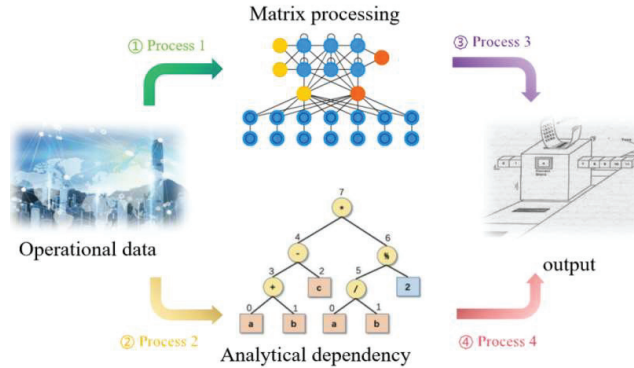 Matrix processing
① Process 1
③ Process 3
Operational data
output
7
*
4
6
-
%
3
2
5
+
c
/
2
0
1
0
1
a
b
a
b
② Process 2
④ Process 4
Analytical dependency